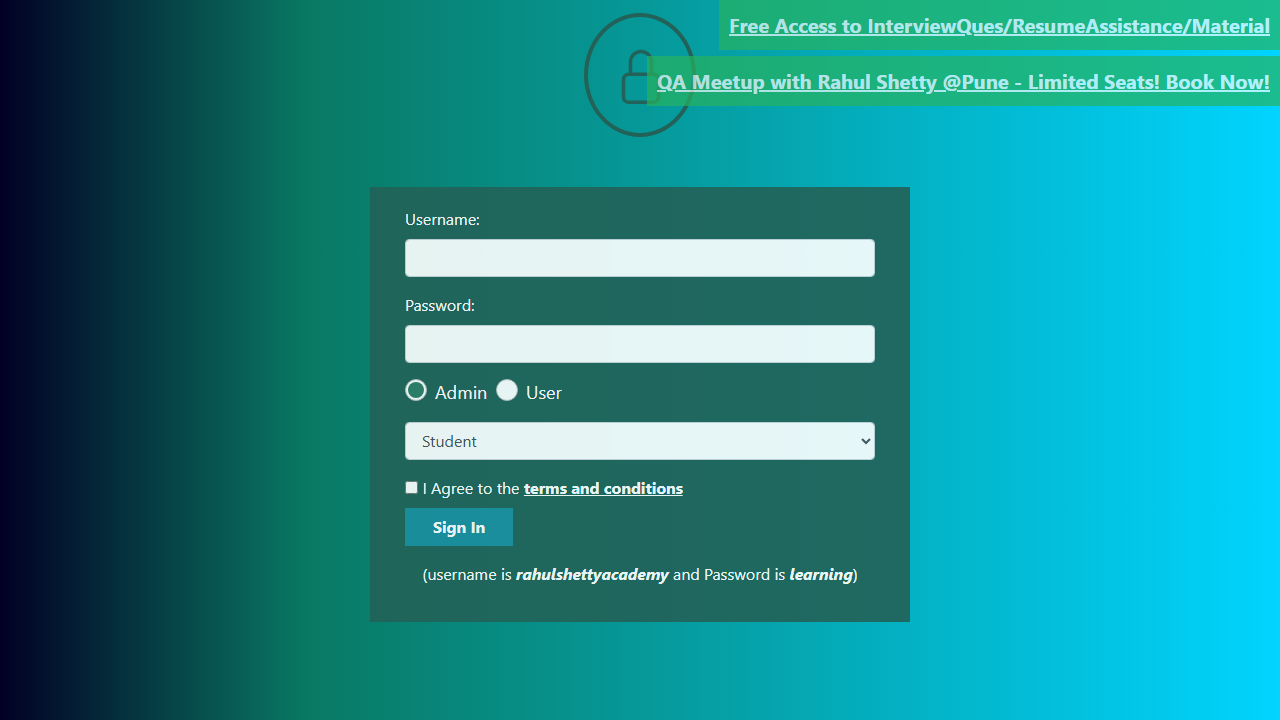 Free Access to InterviewQues/ResumeAssistance/Material
QA Meetup with Rahul Shetty @Pune - Limited Seats! Book Now!
Username:
Password:
Admin User
Student
I Agree to the terms and conditions
Sign In
(username is rahulshettyacademy and Password is learning)